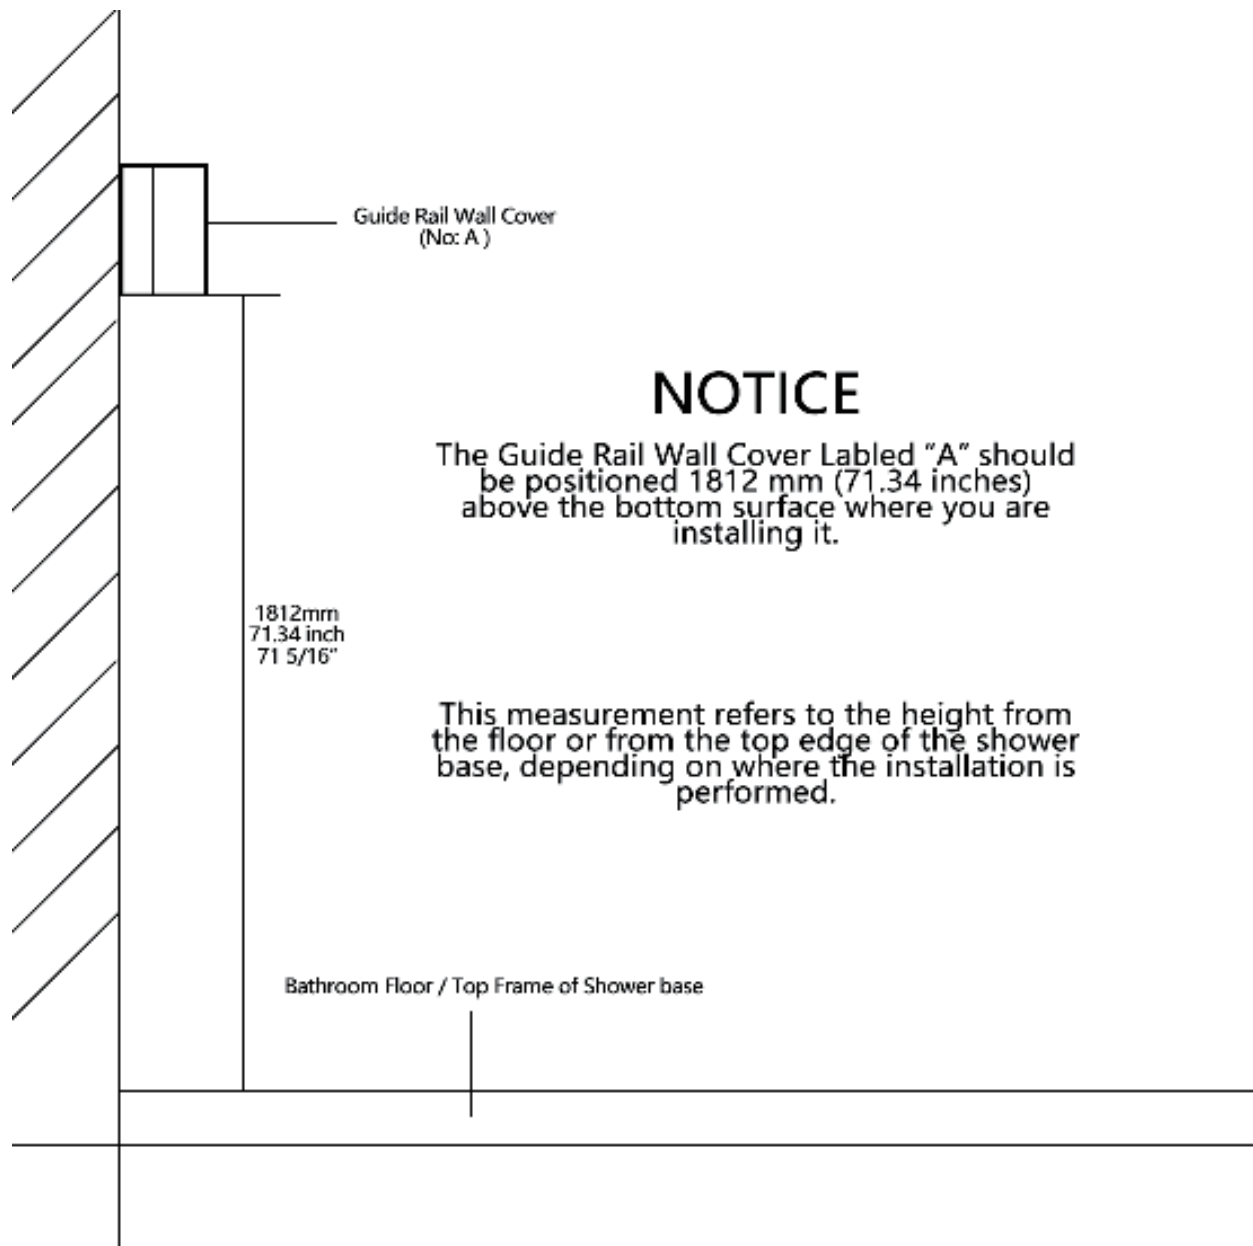 Guide Rail Wall Cover
(No: A )
NOTICE
The Guide Rail Wall Cover Labled “A” should
be positioned 1812 mm (71.34 inches)
above the bottom surface where you are
installing it.
1812mm
71.34 inch
71 5/16”
This measurement refers to the height from
the floor or from the top edge of the shower
base, depending on where the installation is
performed.
Bathroom Floor / Top Frame of Shower base